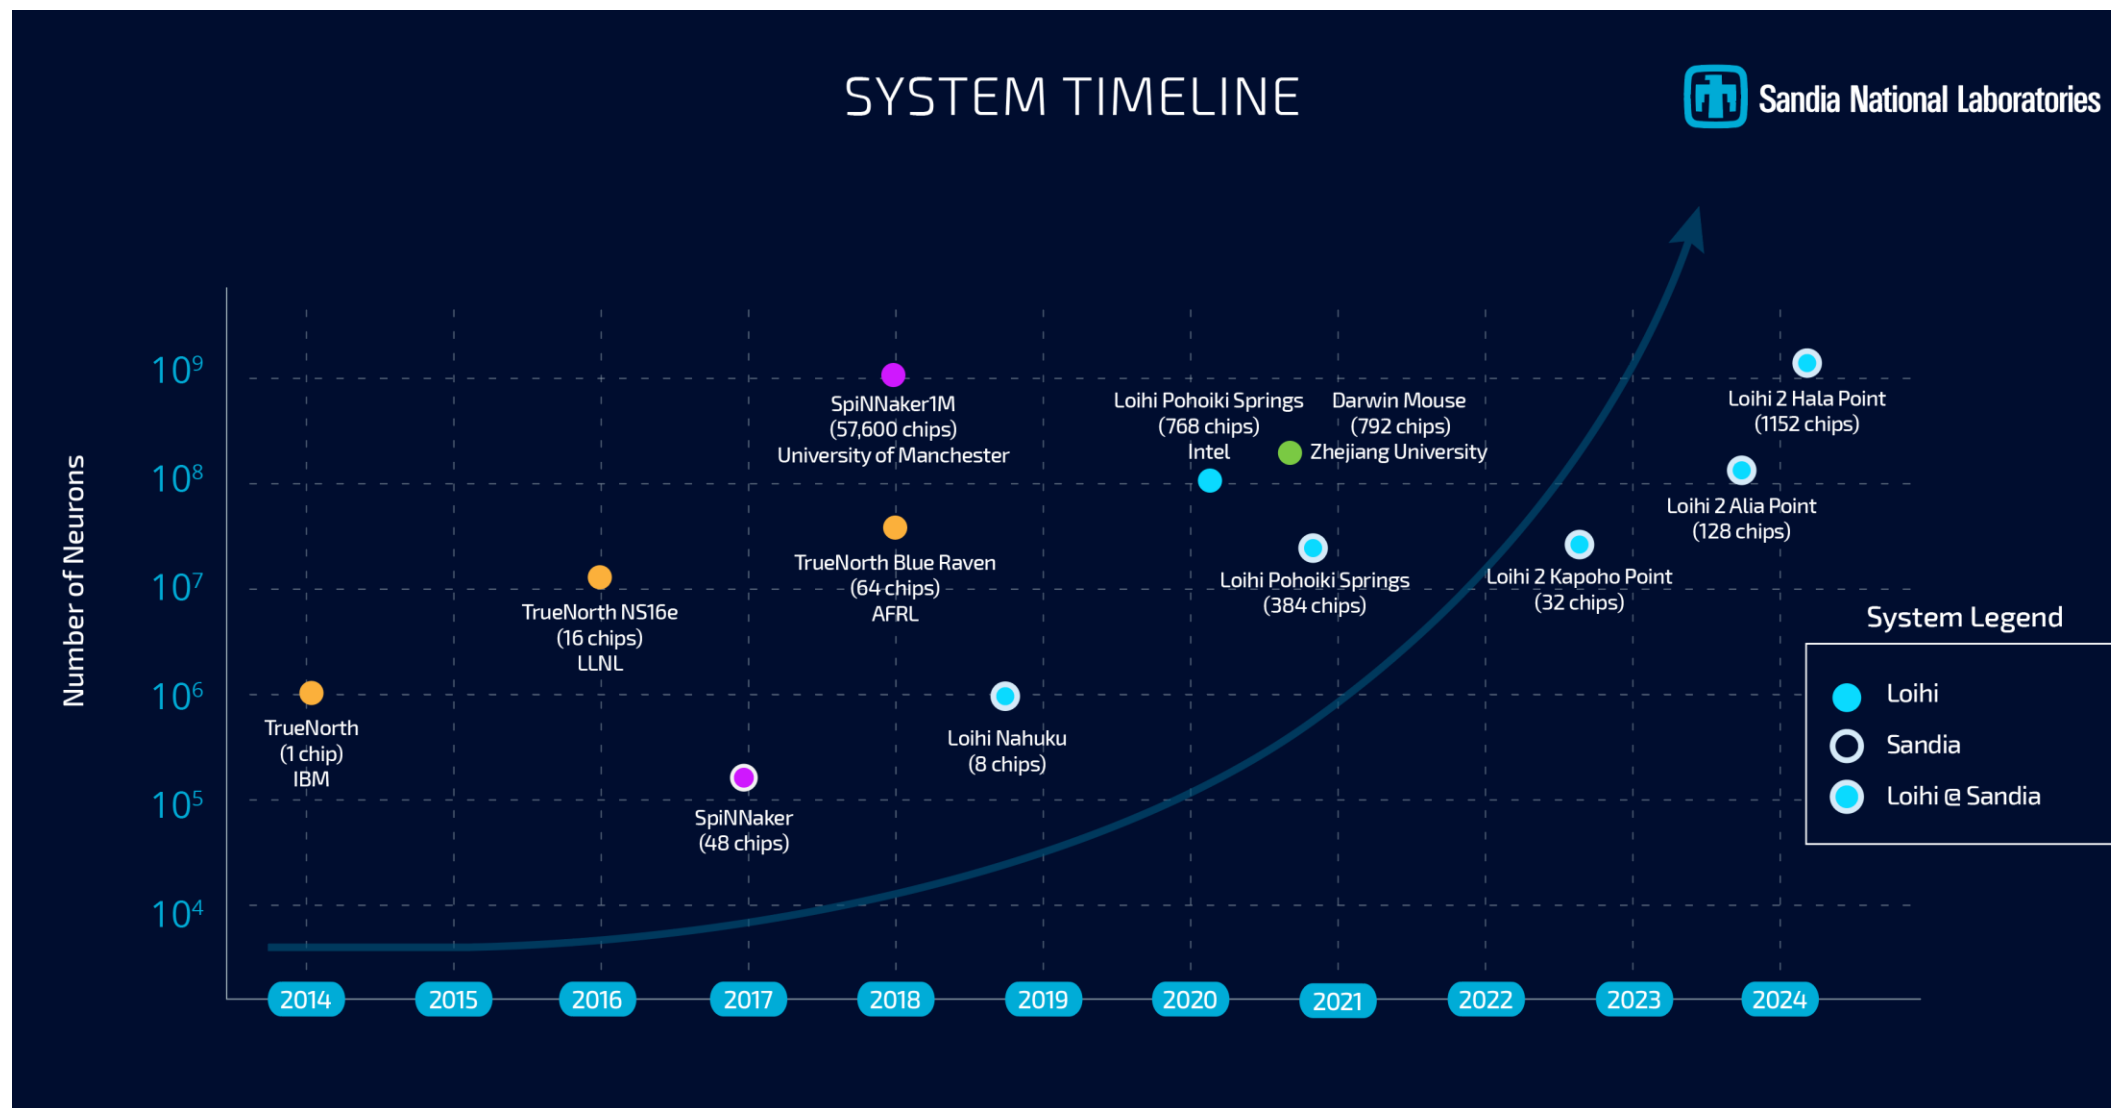 SYSTEM TIMELINE
Sandia National Laboratories
Number of Neurons
10⁹
10⁸
10⁷
10⁶
10⁵
10⁴
TrueNorth
(1 chip)
IBM
TrueNorth NS16e
(16 chips)
LLNL
SpiNNaker
(48 chips)
SpiNNaker1M
(57,600 chips)
University of Manchester
TrueNorth Blue Raven
(64 chips)
AFRL
Loihi Nahuku
(8 chips)
Loihi Pohoiki Springs
(768 chips)
Intel
Darwin Mouse
(792 chips)
Zhejiang University
Loihi Pohoiki Springs
(384 chips)
Loihi 2 Kapoho Point
(32 chips)
Loihi 2 Alia Point
(128 chips)
Loihi 2 Hala Point
(1152 chips)
System Legend
Loihi
Sandia
Loihi @ Sandia
2014 2015 2016 2017 2018 2019 2020 2021 2022 2023 2024